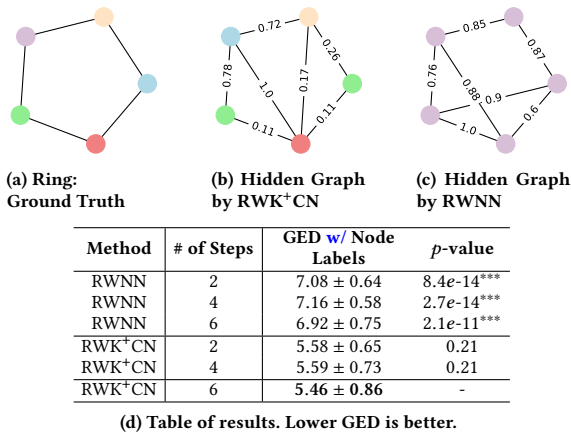 0.72
0.26
0.78
1.0
0.17
0.11
0.11
0.85
0.87
0.76
0.88
0.9
1.0
0.6
(a) Ring:
Ground Truth
(b) Hidden Graph
by RWK⁺CN
(c) Hidden Graph
by RWNN
Method # of Steps GED w/ Node Labels p-value
RWNN 2 7.08 ± 0.64 8.4e-14***
RWNN 4 7.16 ± 0.58 2.7e-14***
RWNN 6 6.92 ± 0.75 2.1e-11***
RWK⁺CN 2 5.58 ± 0.65 0.21
RWK⁺CN 4 5.59 ± 0.73 0.21
RWK⁺CN 6 5.46 ± 0.86 -
(d) Table of results. Lower GED is better.